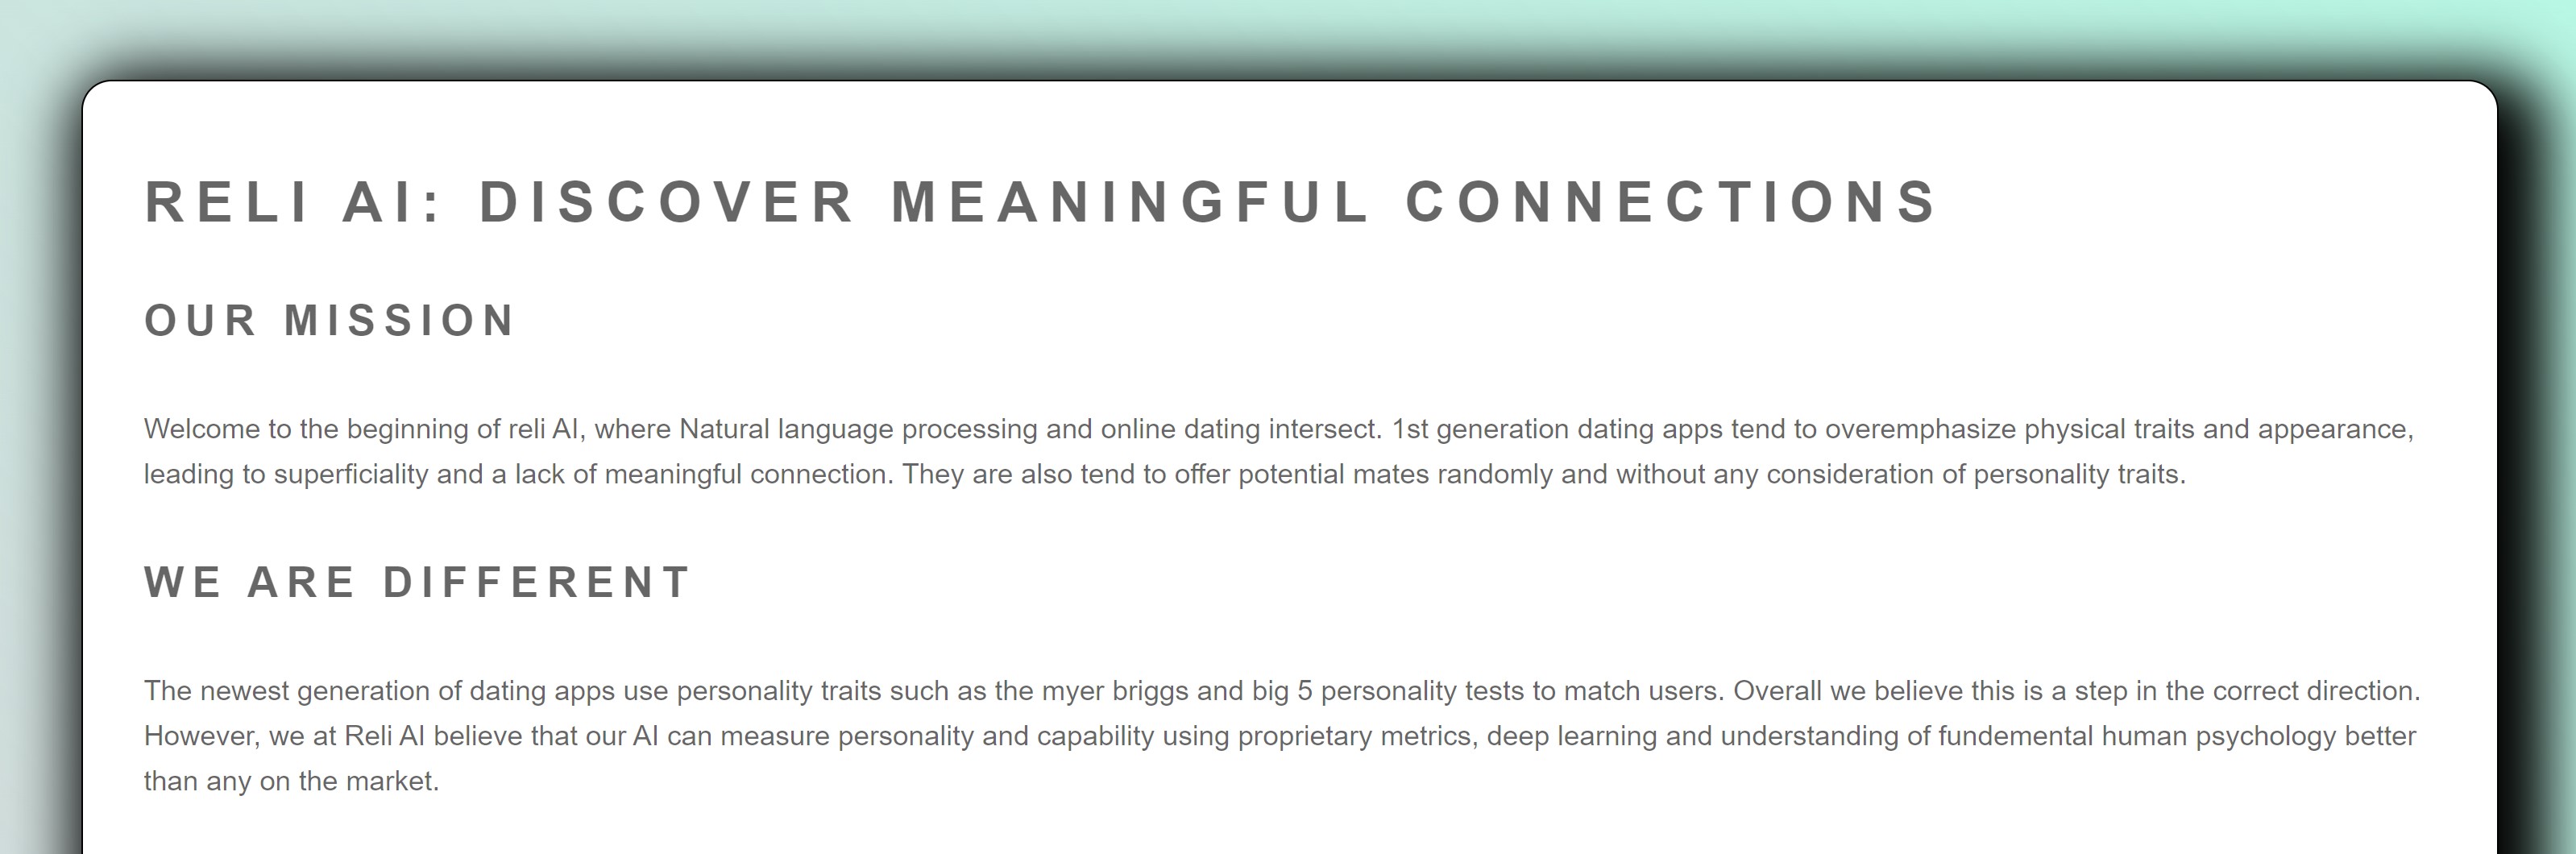 RELI AI: DISCOVER MEANINGFUL CONNECTIONS
OUR MISSION
Welcome to the beginning of reli AI, where Natural language processing and online dating intersect. 1st generation dating apps tend to overemphasize physical traits and appearance,
leading to superficiality and a lack of meaningful connection. They are also tend to offer potential mates randomly and without any consideration of personality traits.
WE ARE DIFFERENT
The newest generation of dating apps use personality traits such as the myer briggs and big 5 personality tests to match users. Overall we believe this is a step in the correct direction.
However, we at Reli AI believe that our AI can measure personality and capability using proprietary metrics, deep learning and understanding of fundemental human psychology better
than any on the market.